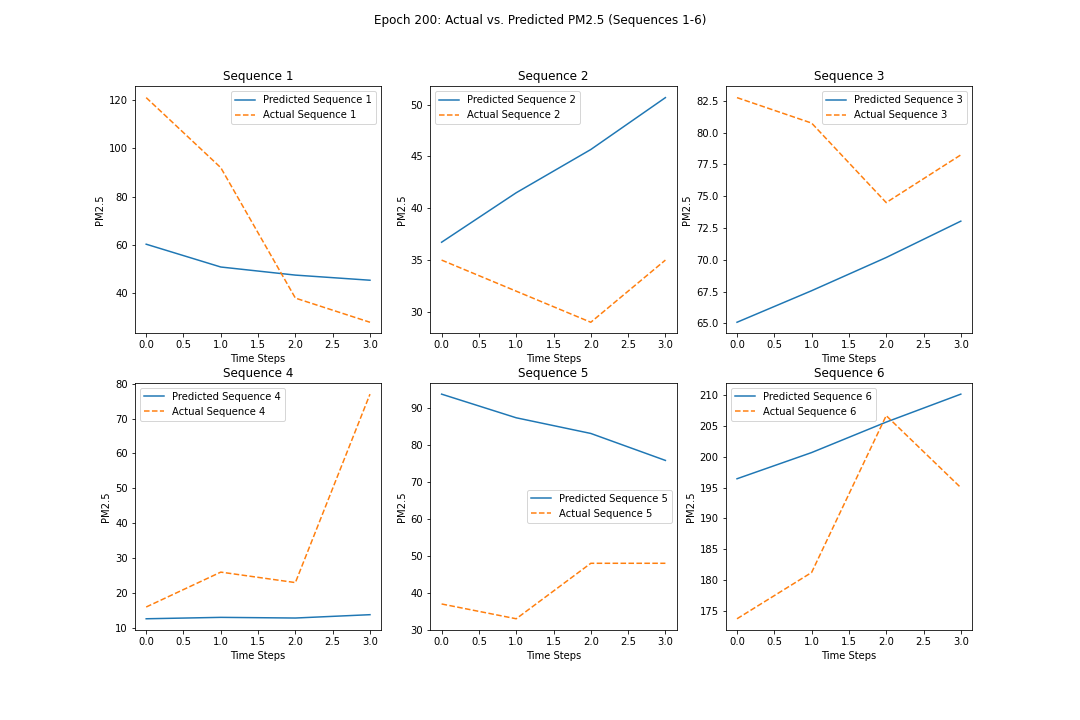 Epoch 200: Actual vs. Predicted PM2.5 (Sequences 1-6)
Sequence 1
Predicted Sequence 1
Actual Sequence 1
PM2.5
120
100
80
60
40
0.0 0.5 1.0 1.5 2.0 2.5 3.0
Time Steps
Sequence 2
Predicted Sequence 2
Actual Sequence 2
PM2.5
50
45
40
35
30
0.0 0.5 1.0 1.5 2.0 2.5 3.0
Time Steps
Sequence 3
Predicted Sequence 3
Actual Sequence 3
PM2.5
82.5
80.0
77.5
75.0
72.5
70.0
67.5
65.0
0.0 0.5 1.0 1.5 2.0 2.5 3.0
Time Steps
Sequence 4
Predicted Sequence 4
Actual Sequence 4
PM2.5
80
70
60
50
40
30
20
10
0.0 0.5 1.0 1.5 2.0 2.5 3.0
Time Steps
Sequence 5
Predicted Sequence 5
Actual Sequence 5
PM2.5
90
80
70
60
50
40
30
0.0 0.5 1.0 1.5 2.0 2.5 3.0
Time Steps
Sequence 6
Predicted Sequence 6
Actual Sequence 6
PM2.5
210
205
200
195
190
185
180
175
0.0 0.5 1.0 1.5 2.0 2.5 3.0
Time Steps